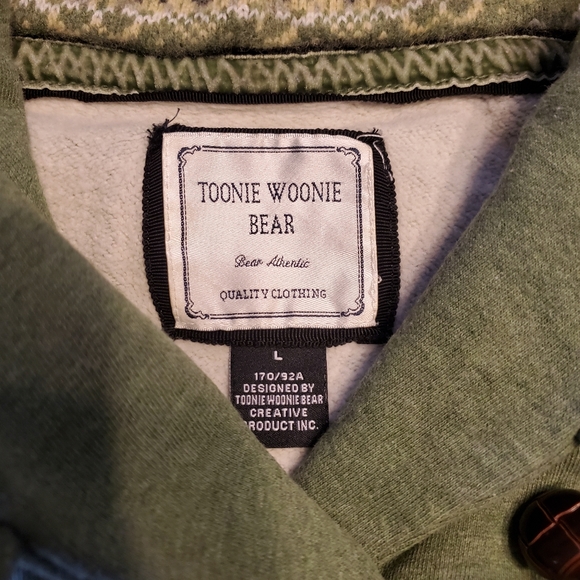 TOONIE WOONIE
BEAR
Bear Athentic
QUALITY CLOTHING
L
170/92A
DESIGNED BY
TOONIE WOONIE BEAR
CREATIVE
PRODUCT INC.